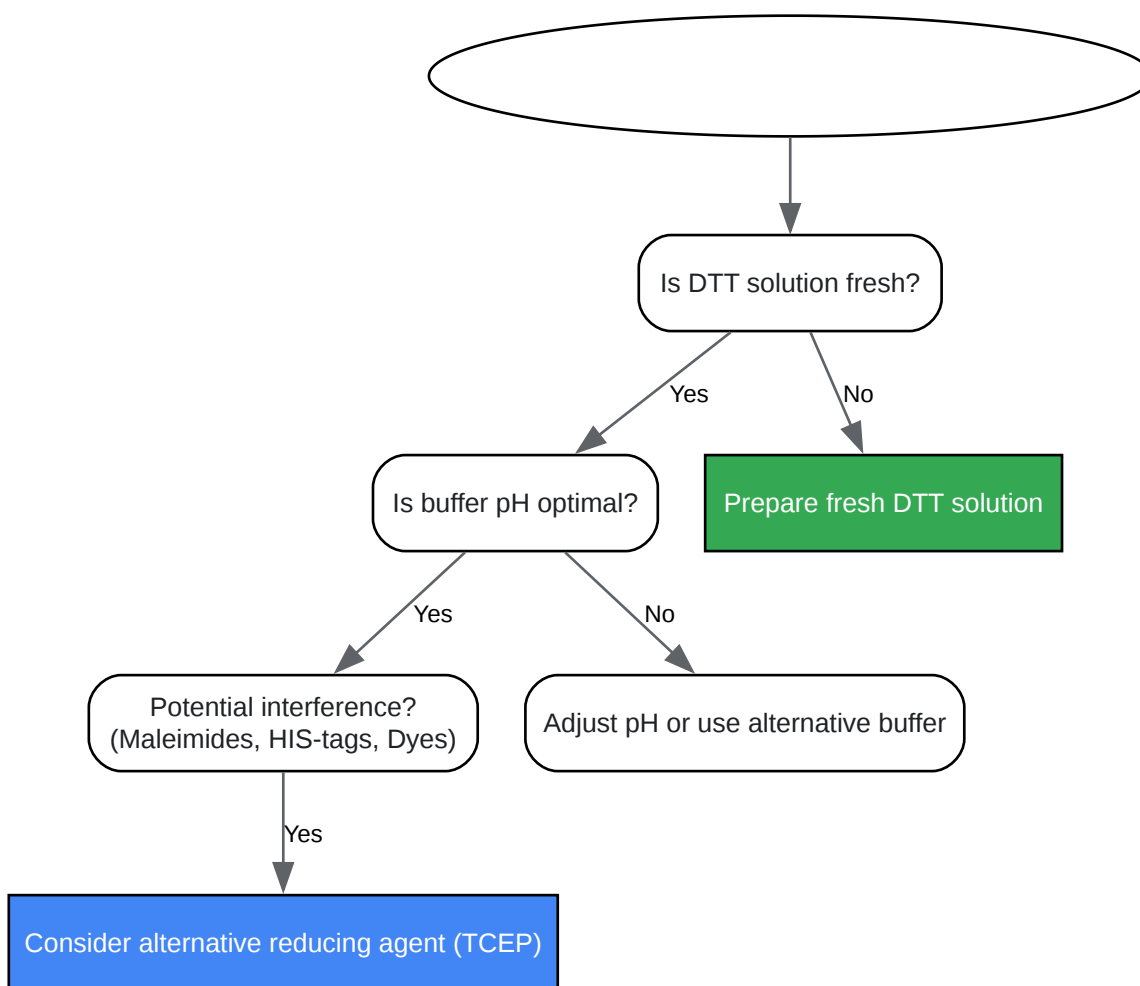 Is DTT solution fresh?
Yes
No
Is buffer pH optimal?
Prepare fresh DTT solution
Yes
No
Potential interference?
(Maleimides, HIS-tags, Dyes)
Adjust pH or use alternative buffer
Yes
Consider alternative reducing agent (TCEP)